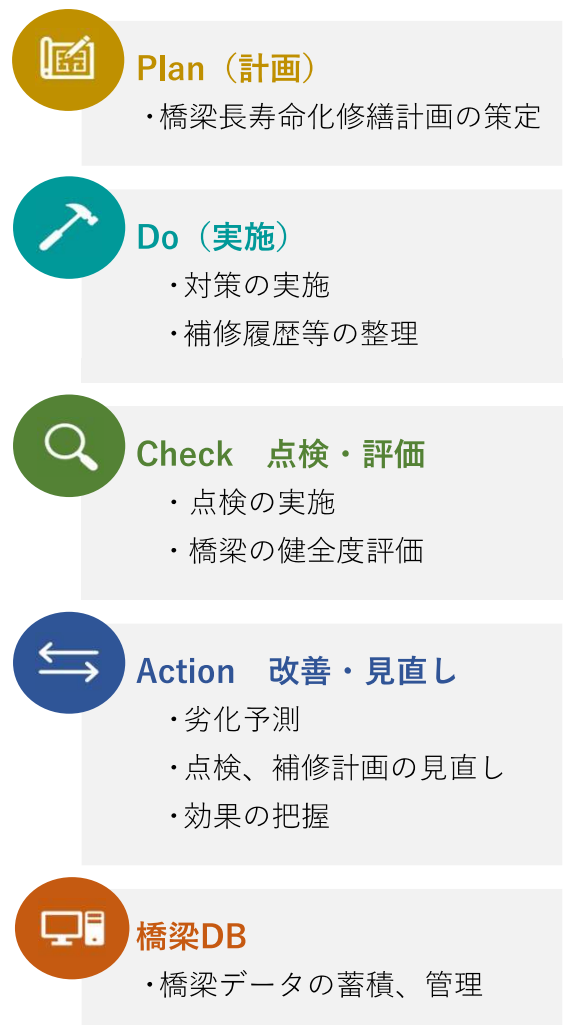 Plan（計画）
・橋梁長寿命化修繕計画の策定
Do（実施）
・対策の実施
・補修履歴等の整理
Check　点検・評価
・点検の実施
・橋梁の健全度評価
Action　改善・見直し
・劣化予測
・点検、補修計画の見直し
・効果の把握
橋梁DB
・橋梁データの蓄積、管理